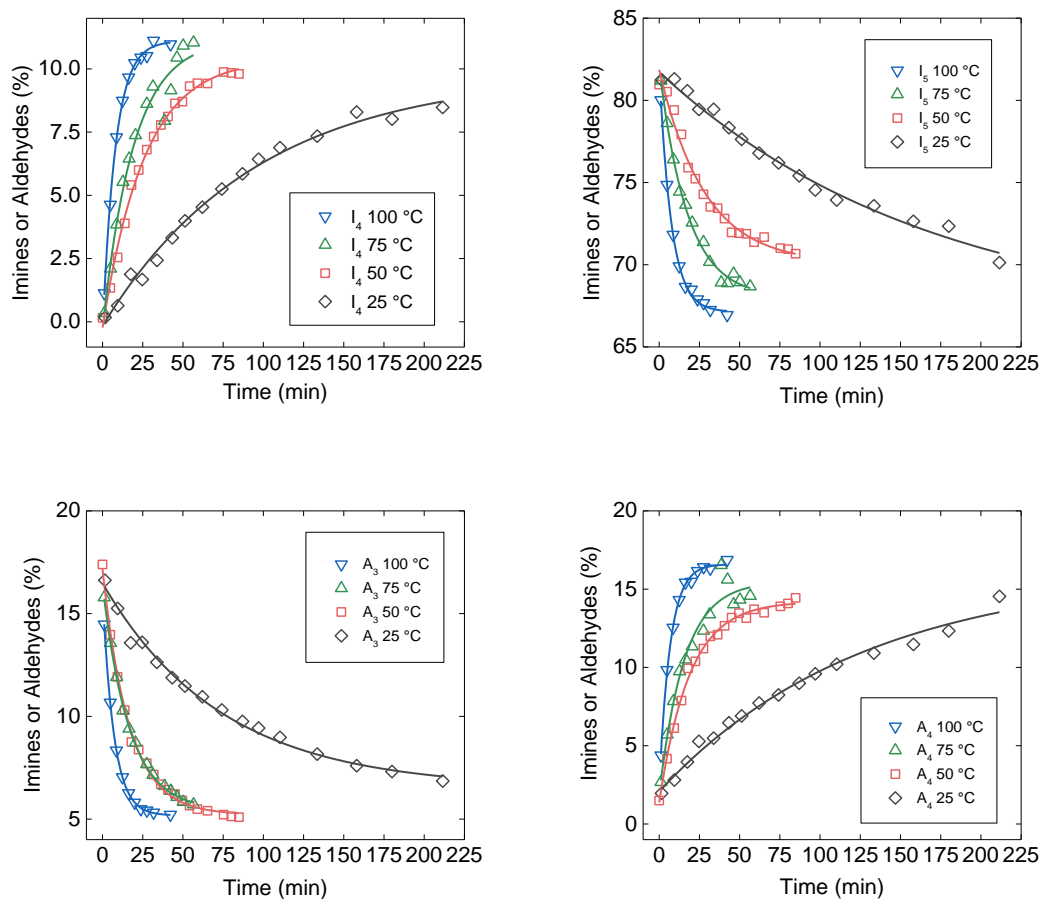 10.0
7.5
5.0
2.5
0.0
Imines or Aldehydes (%)
I4 100 °C
I4 75 °C
I4 50 °C
I4 25 °C
0 25 50 75 100 125 150 175 200 225
Time (min)
85
80
75
70
65
Imines or Aldehydes (%)
I5 100 °C
I5 75 °C
I5 50 °C
I5 25 °C
0 25 50 75 100 125 150 175 200 225
Time (min)
20
15
10
5
Imines or Aldehydes (%)
A3 100 °C
A3 75 °C
A3 50 °C
A3 25 °C
0 25 50 75 100 125 150 175 200 225
Time (min)
20
15
10
5
0
Imines or Aldehydes (%)
A4 100 °C
A4 75 °C
A4 50 °C
A4 25 °C
0 25 50 75 100 125 150 175 200 225
Time (min)